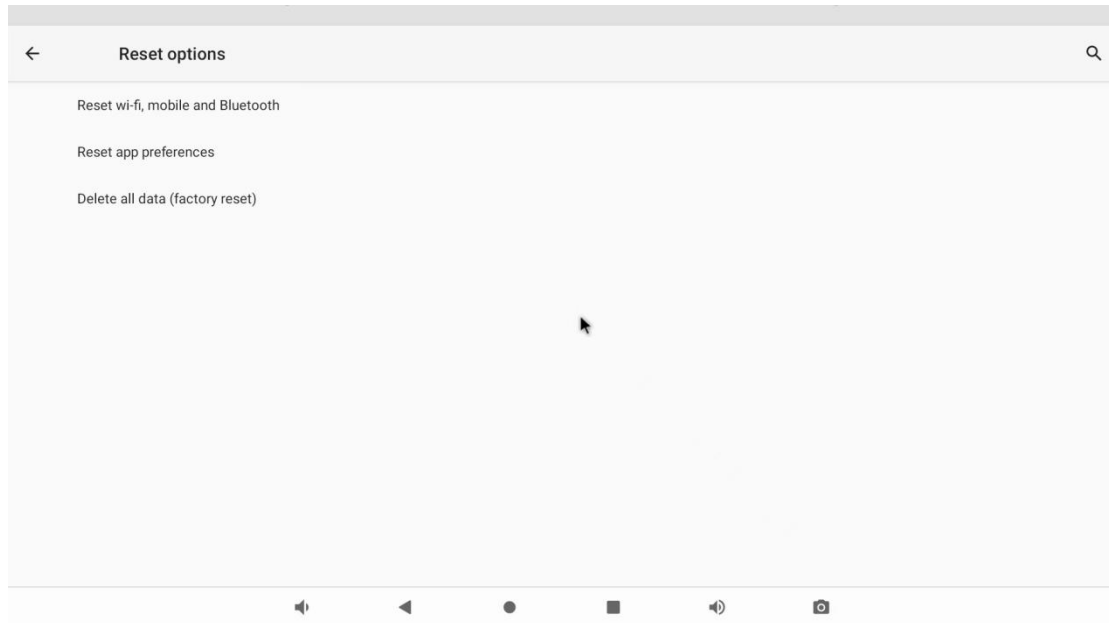 Reset options
Reset wi-fi, mobile and Bluetooth
Reset app preferences
Delete all data (factory reset)